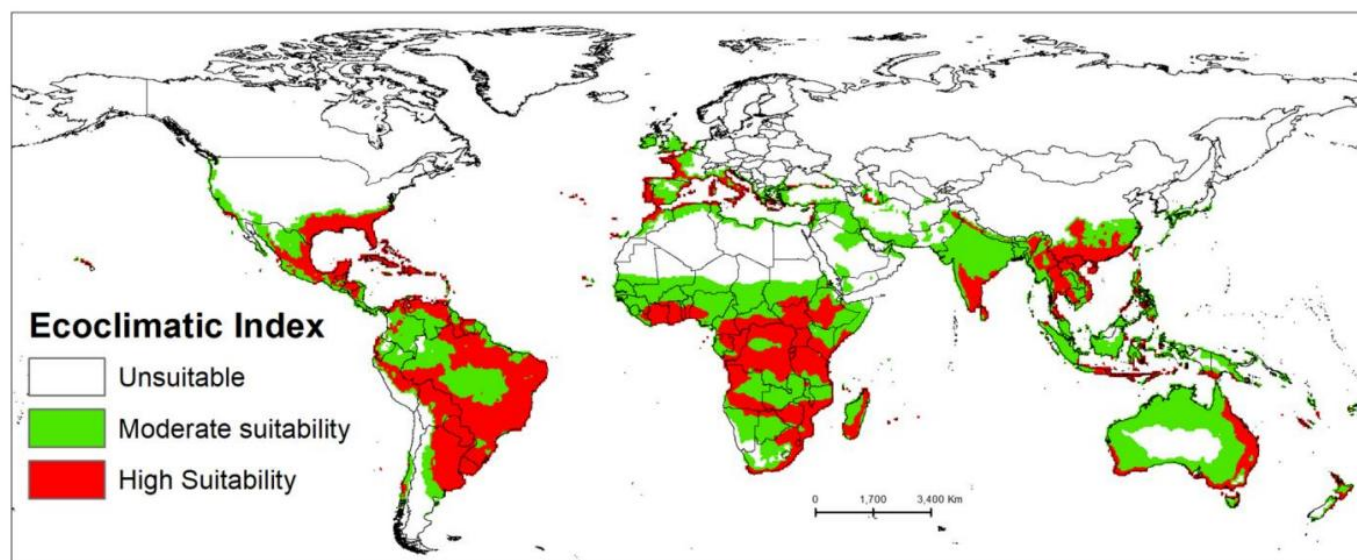 Ecoclimatic Index
Unsuitable
Moderate suitability
High Suitability
0 1,700 3,400 Km